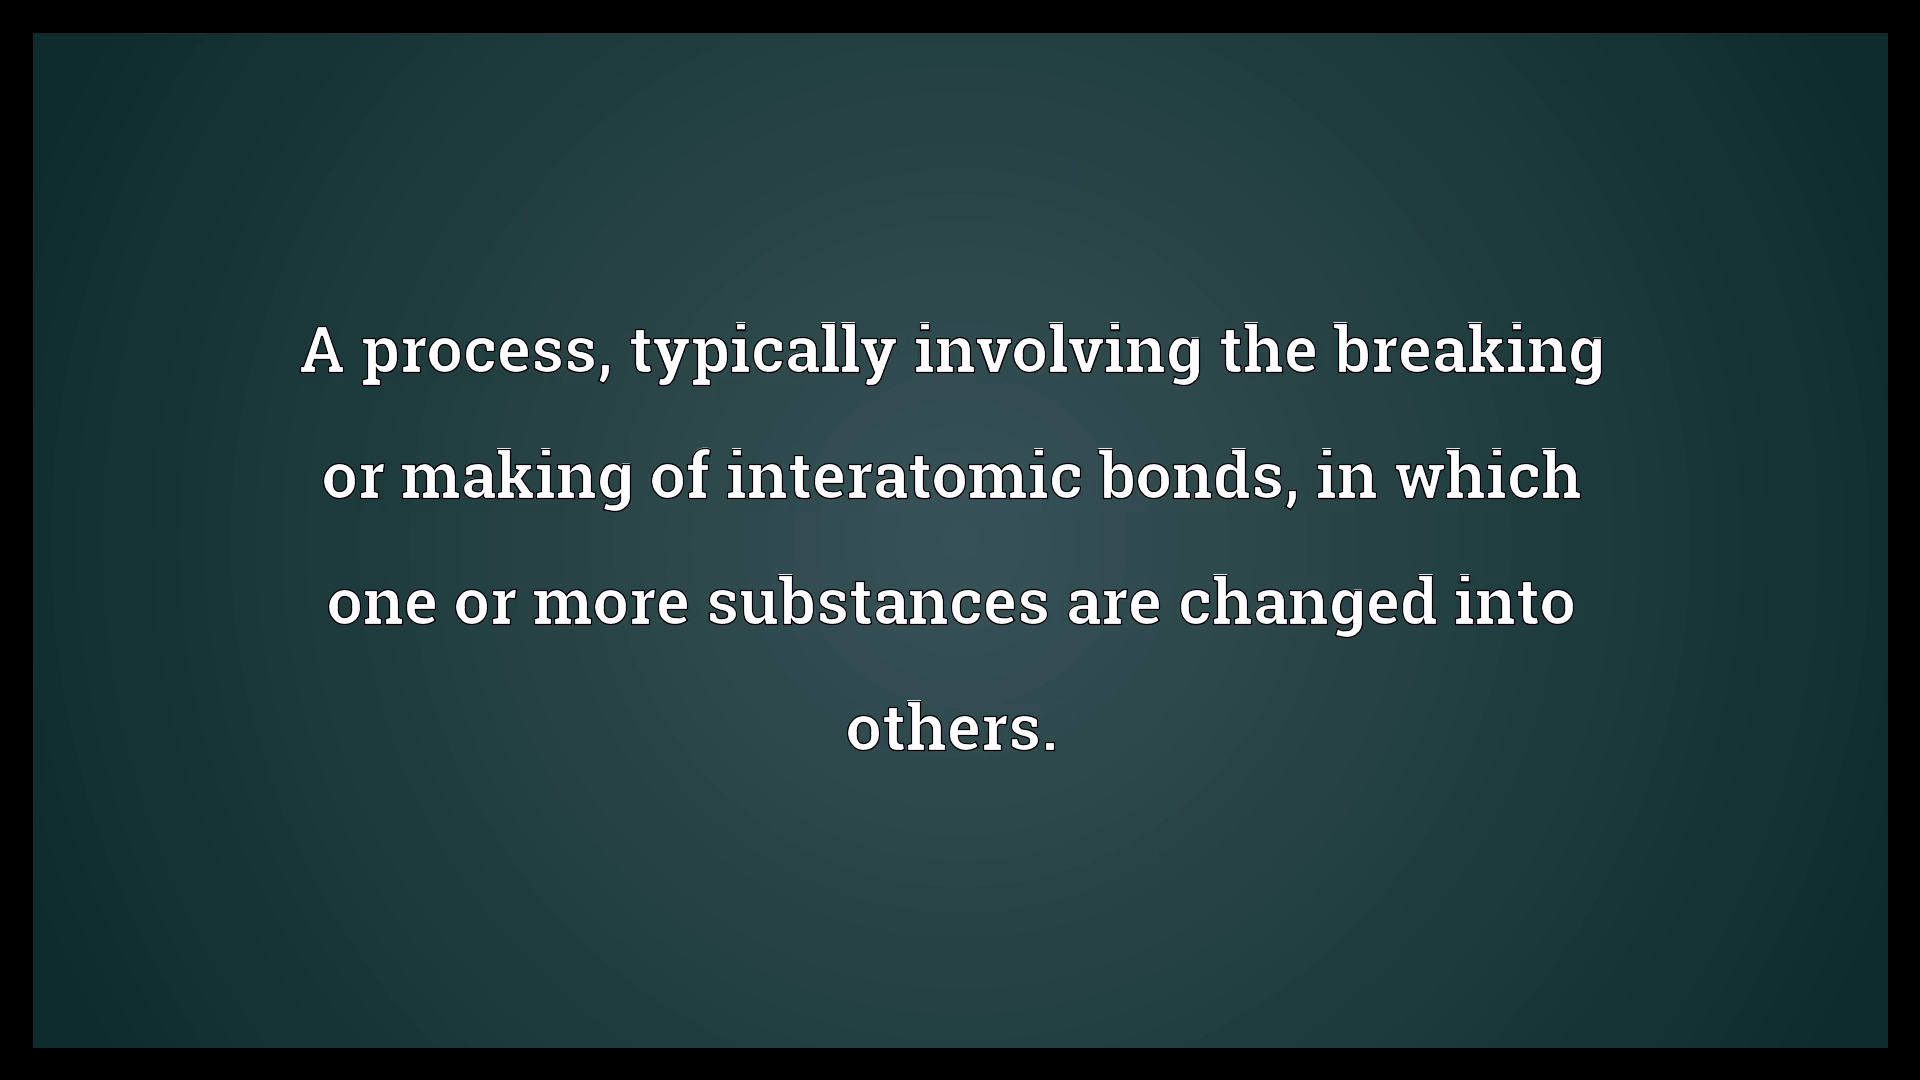 A process, typically involving the breaking
or making of interatomic bonds, in which
one or more substances are changed into
others.